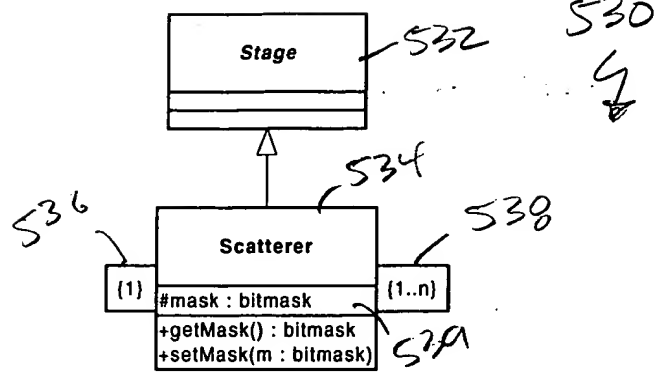 530
532
Stage
534
536
538
Scatterer
{1}
{1..n}
#mask : bitmask
+getMask() : bitmask
+setMask(m : bitmask)